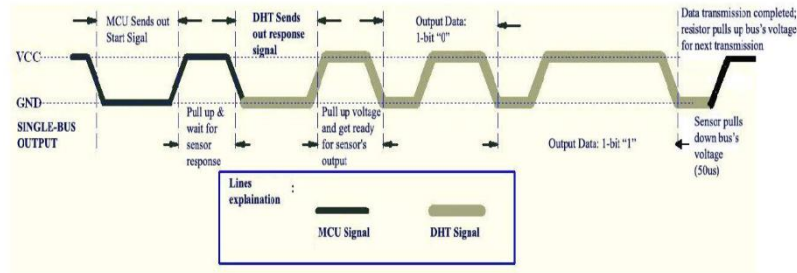 MCU Sends out
Start Sigal
DHT Sends
out response
signal
Output Data:
1-bit "0"
Data transmission completed;
resistor pulls up bus's voltage
for next transmission
VCC
GND
SINGLE-BUS
OUTPUT
Pull up &
wait for
sensor
response
Pull up voltage
and get ready
for sensor's
output
Output Data: 1-bit "1"
Sensor pulls
down bus's
voltage
(50us)
Lines
explaination :
MCU Signal
DHT Signal